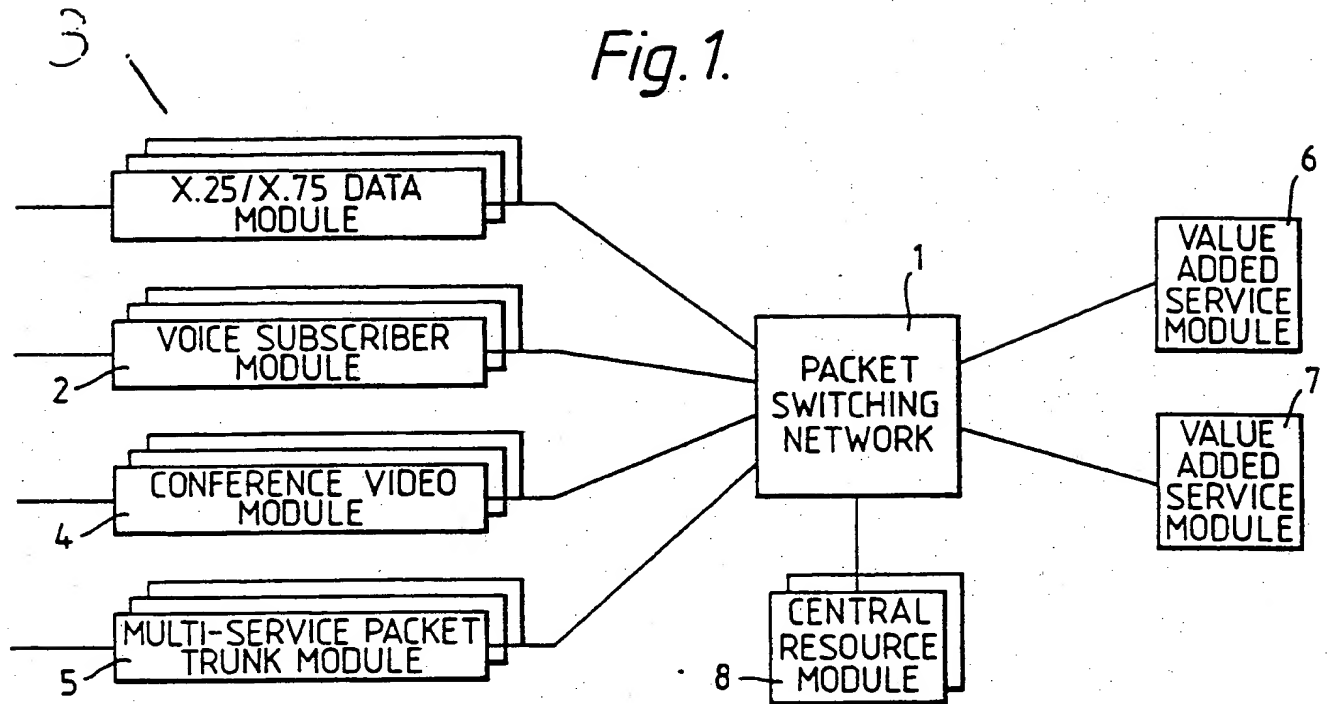 3
Fig. 1.
X.25/X.75 DATA
MODULE
VOICE SUBSCRIBER
MODULE
2
CONFERENCE VIDEO
MODULE
4
MULTI-SERVICE PACKET
TRUNK MODULE
5
1
PACKET
SWITCHING
NETWORK
CENTRAL
RESOURCE
MODULE
8
6
VALUE
ADDED
SERVICE
MODULE
7
VALUE
ADDED
SERVICE
MODULE